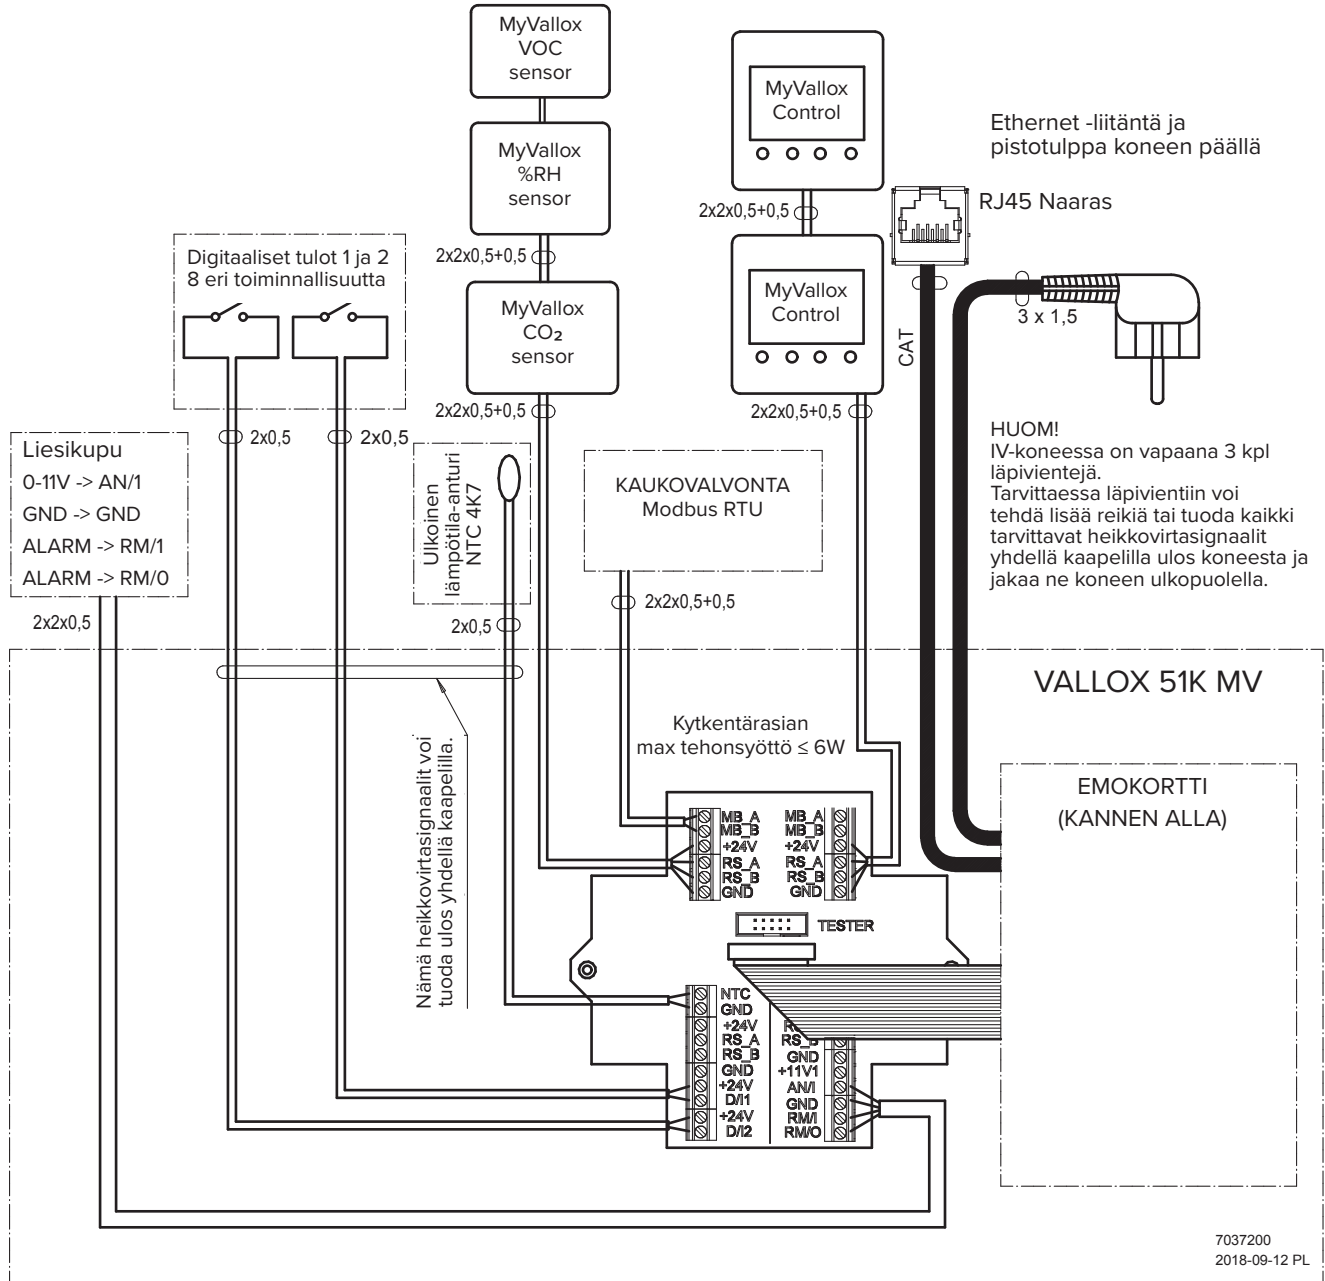 MyVallox
VOC
sensor
MyVallox
%RH
sensor
2x2x0,5+0,5
MyVallox
CO₂
sensor
2x2x0,5+0,5
MyVallox
Control
2x2x0,5+0,5
MyVallox
Control
2x2x0,5+0,5
Ethernet -liitäntä ja
pistotulppa koneen päällä
RJ45 Naaras
CAT
3 x 1,5
HUOM!
IV-koneessa on vapaana 3 kpl
läpivientejä.
Tarvittaessa läpivientiin voi
tehdä lisää reikiä tai tuoda kaikki
tarvittavat heikkovirtasignaalit
yhdellä kaapelilla ulos koneesta ja
jakaa ne koneen ulkopuolella.
Digitaaliset tulot 1 ja 2
8 eri toiminnallisuutta
2x0,5
2x0,5
Liesikupu
0-11V -> AN/1
GND -> GND
ALARM -> RM/1
ALARM -> RM/0
2x2x0,5
Ulkoinen
lämpötila-anturi
NTC 4K7
2x0,5
KAUKOVALVONTA
Modbus RTU
2x2x0,5+0,5
Nämä heikkovirtasignaalit voi
tuoda ulos yhdellä kaapelilla.
Kytkentärasian
max tehonsyöttö ≤ 6W
VALLOX 51K MV
EMOKORTTI
(KANNEN ALLA)
MB_A
MB_B
+24V
RS_A
RS_B
GND
MB_A
MB_B
+24V
RS_A
RS_B
GND
TESTER
NTC
GND
+24V
RS_A
RS_B
GND
+24V
D/I1
+24V
D/I2
RS_B
GND
+11V1
AN/I
GND
RM/I
RM/O
7037200
2018-09-12 PL